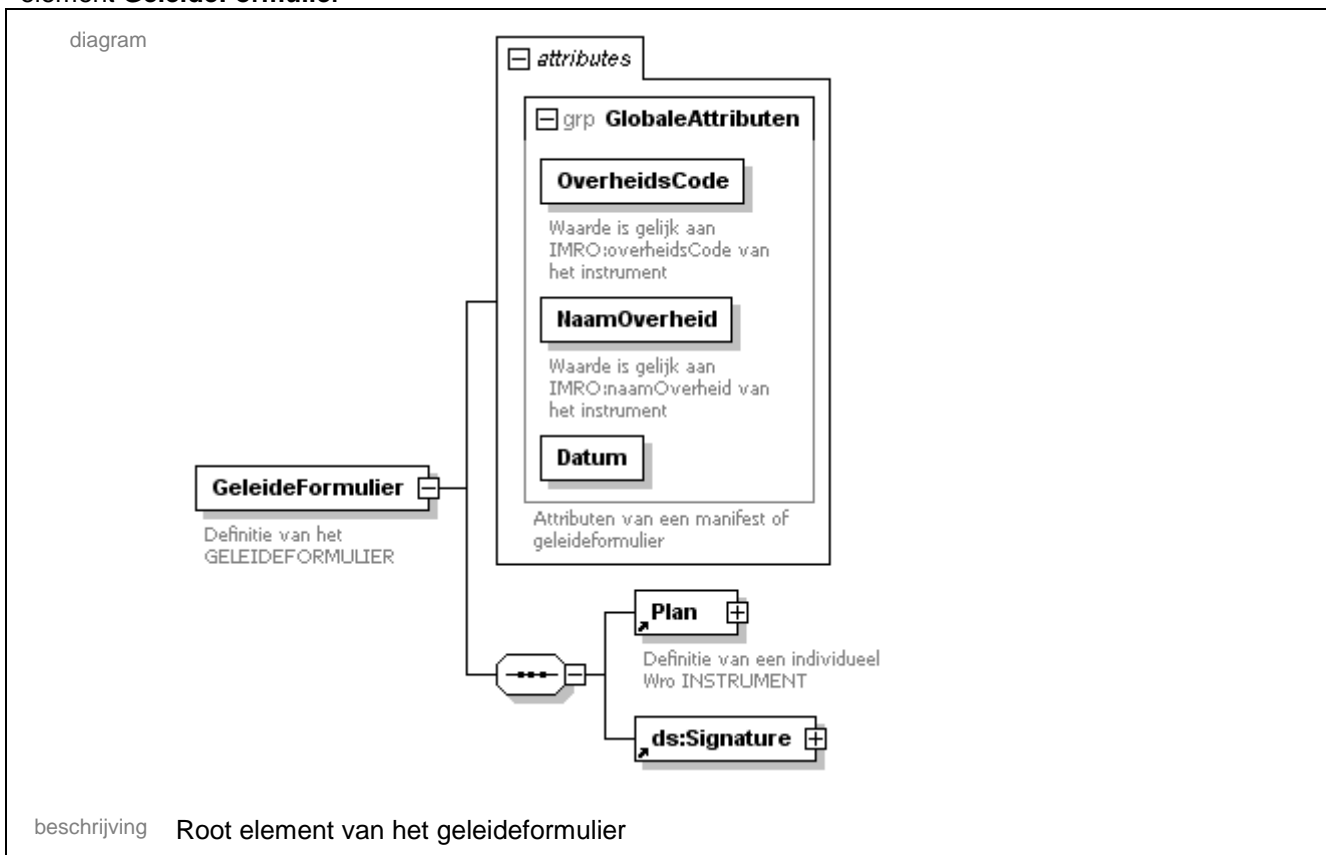 element GeleideFormulier
diagram
attributes
grp GlobaleAttributen
OverheidsCode
Waarde is gelijk aan
IMRO:overheidsCode van
het instrument
NaamOverheid
Waarde is gelijk aan
IMRO:naamOverheid van
het instrument
Datum
Attributen van een manifest of
geleideformulier
GeleideFormulier
Definitie van het
GELEIDEFORMULIER
Plan
Definitie van een individueel
Wro INSTRUMENT
ds:Signature
beschrijving Root element van het geleideformulier